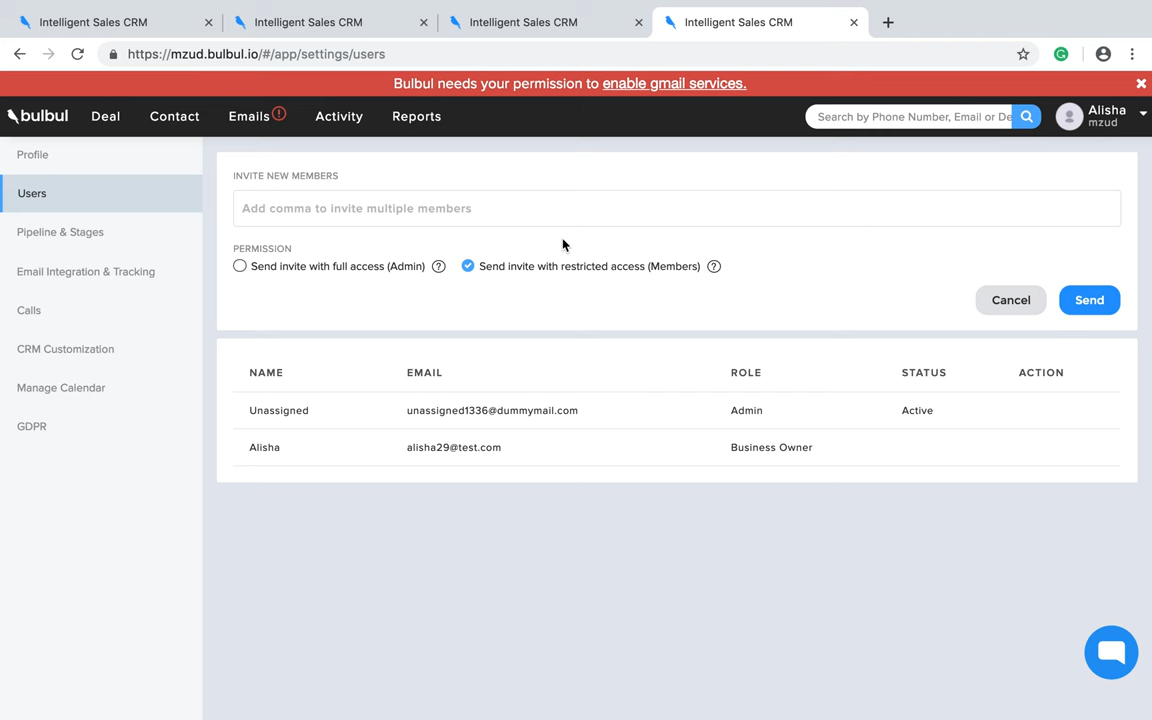 Intelligent Sales CRM
Intelligent Sales CRM
Intelligent Sales CRM
Intelligent Sales CRM
https://mzud.bulbul.io/#/app/settings/users
Bulbul needs your permission to enable gmail services.
bulbul
Deal
Contact
Emails
Activity
Reports
Search by Phone Number, Email or De
Alisha
mzud
Profile
Users
Pipeline & Stages
Email Integration & Tracking
Calls
CRM Customization
Manage Calendar
GDPR
INVITE NEW MEMBERS
Add comma to invite multiple members
PERMISSION
Send invite with full access (Admin) ?
Send invite with restricted access (Members) ?
Cancel
Send
NAME EMAIL ROLE STATUS ACTION
Unassigned unassigned1336@dummymail.com Admin Active
Alisha alisha29@test.com Business Owner